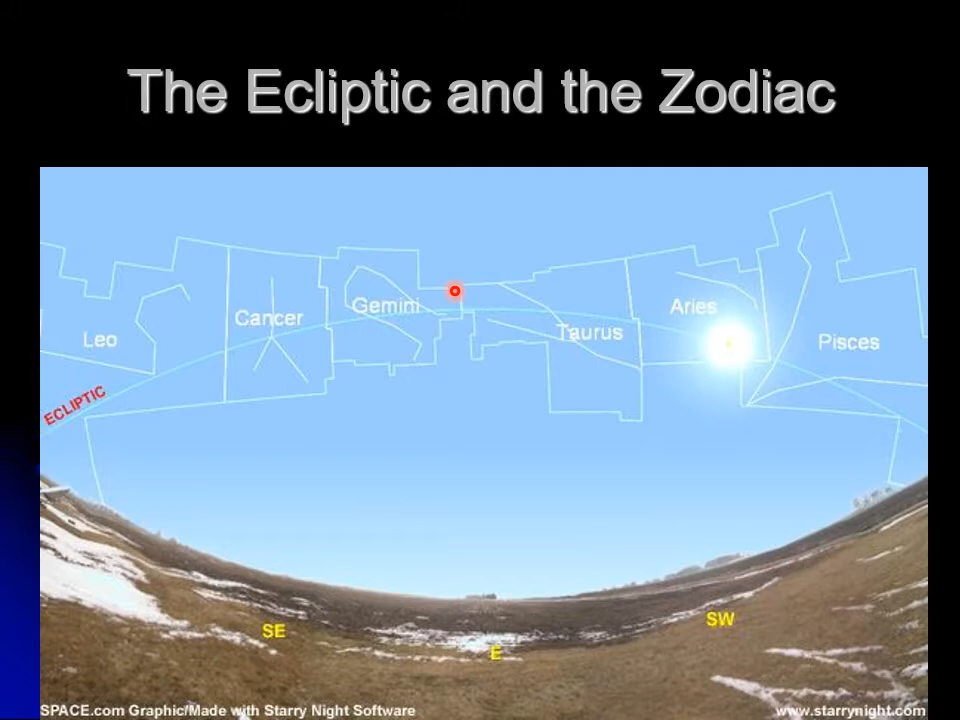 The Ecliptic and the Zodiac
Leo
Cancer
Gemini
Taurus
Aries
Pisces
ECLIPTIC
SE
E
SW
SPACE.com Graphic/Made with Starry Night Software
www.starrynight.com